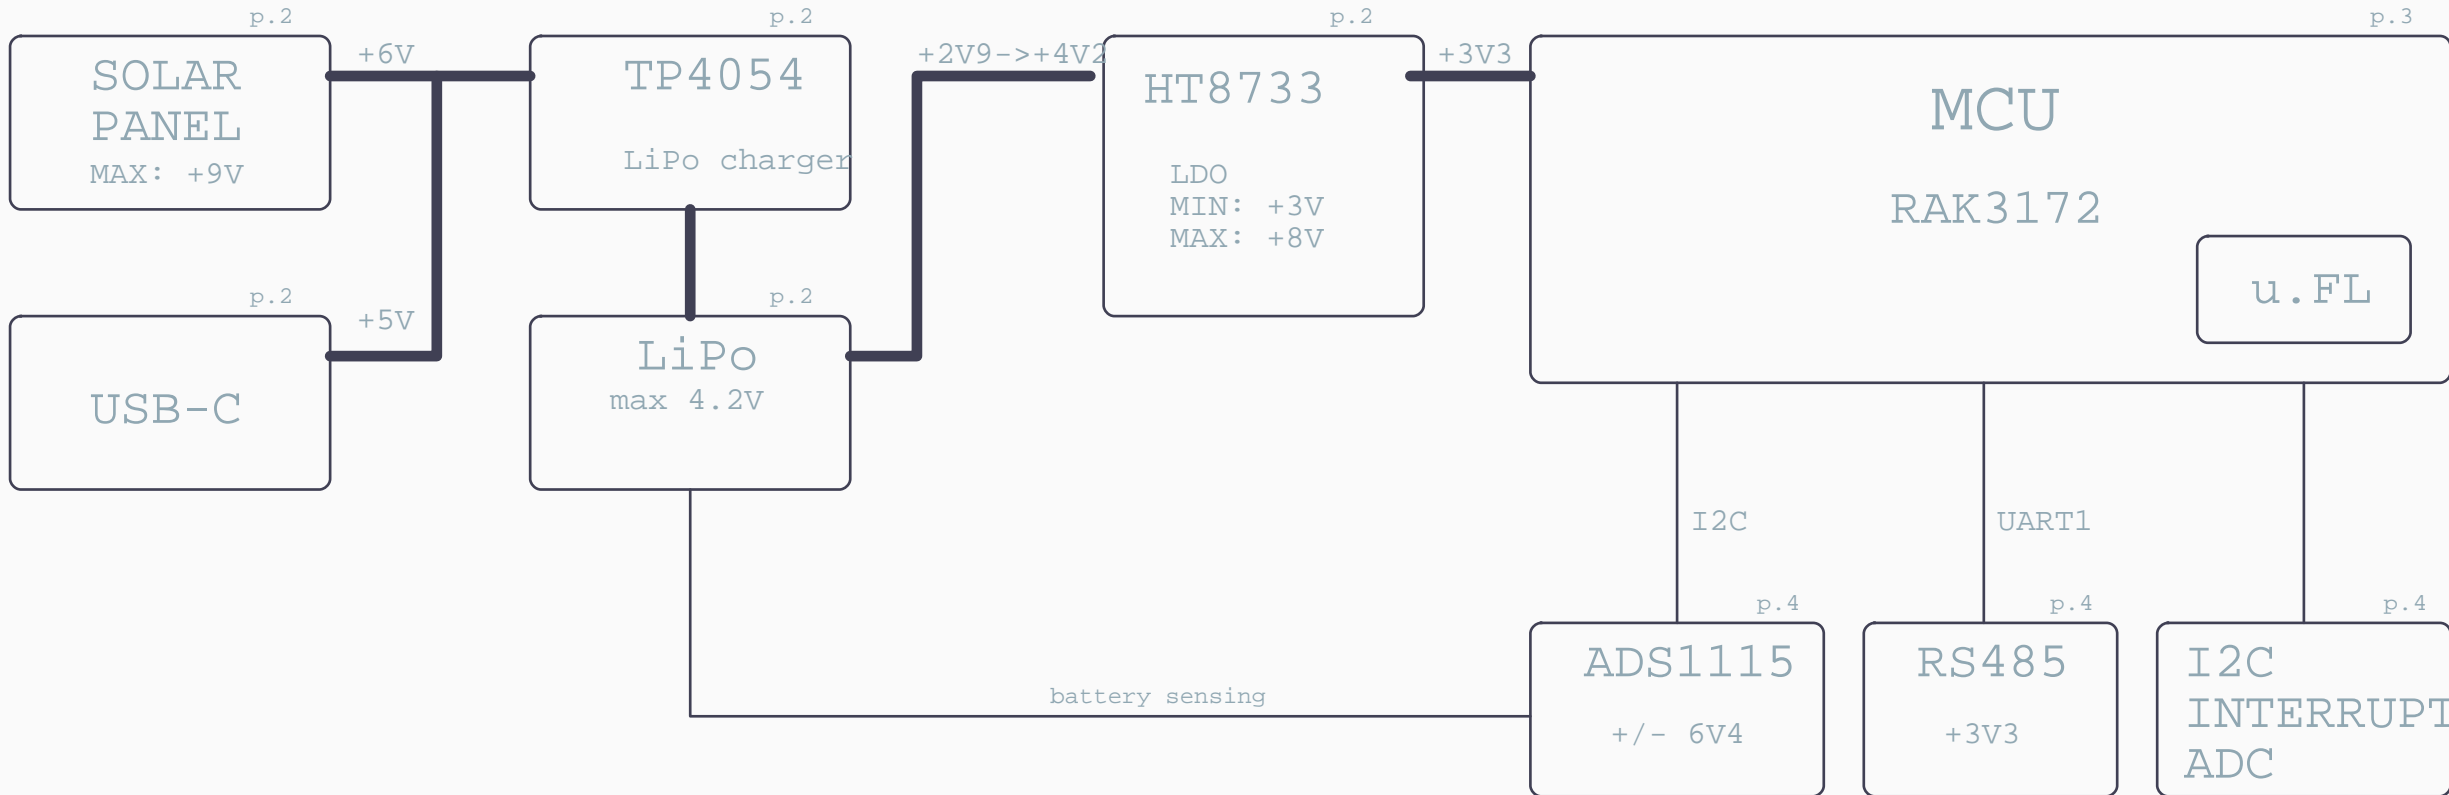 p.2
SOLAR
PANEL
MAX: +9V
+6V
p.2
TP4054
LiPo charger
+2V9->+4V2
p.2
HT8733
LDO
MIN: +3V
MAX: +8V
+3V3
p.3
MCU
RAK3172
u.FL
p.2
USB-C
+5V
p.2
LiPo
max 4.2V
I2C
UART1
battery sensing
p.4
ADS1115
+/- 6V4
p.4
RS485
+3V3
p.4
I2C
INTERRUPT
ADC